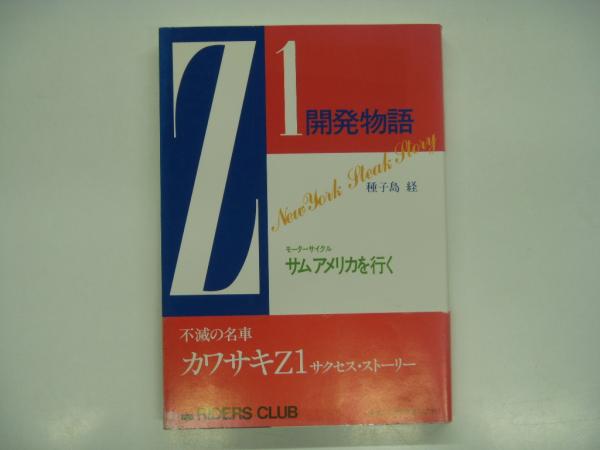 Z1
開発物語
New York Steak Story
種子島 経
モーターサイクル
サムアメリカを行く
不滅の名車
カワサキZ1 サクセス・ストーリー
RIDERS CLUB